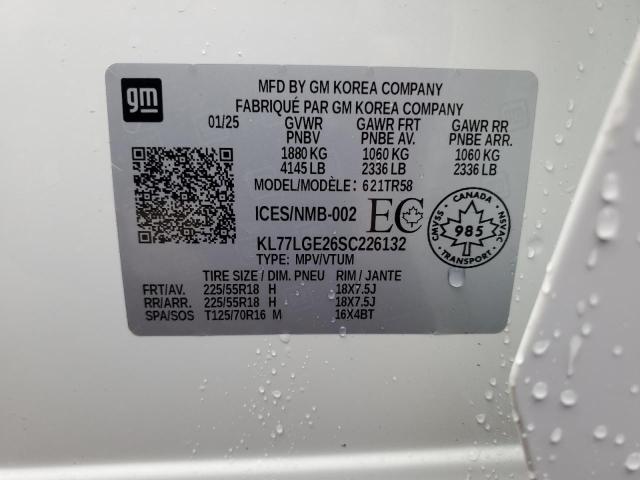 gm
MFD BY GM KOREA COMPANY
FABRIQUÉ PAR GM KOREA COMPANY
01/25 GVWR GAWR FRT GAWR RR
PNBV PNBE AV. PNBE ARR.
1880 KG 1060 KG 1060 KG
4145 LB 2336 LB 2336 LB
MODEL/MODÈLE: 621TR58
ICES/NMB-002 EC
CANADA
CMVSS 985 NSVAC
TRANSPORT
KL77LGE26SC226132
TYPE: MPV/VTUM
TIRE SIZE / DIM. PNEU RIM / JANTE
FRT/AV. 225/55R18 H 18X7.5J
RR/ARR. 225/55R18 H 18X7.5J
SPA/SOS T125/70R16 M 16X4BT